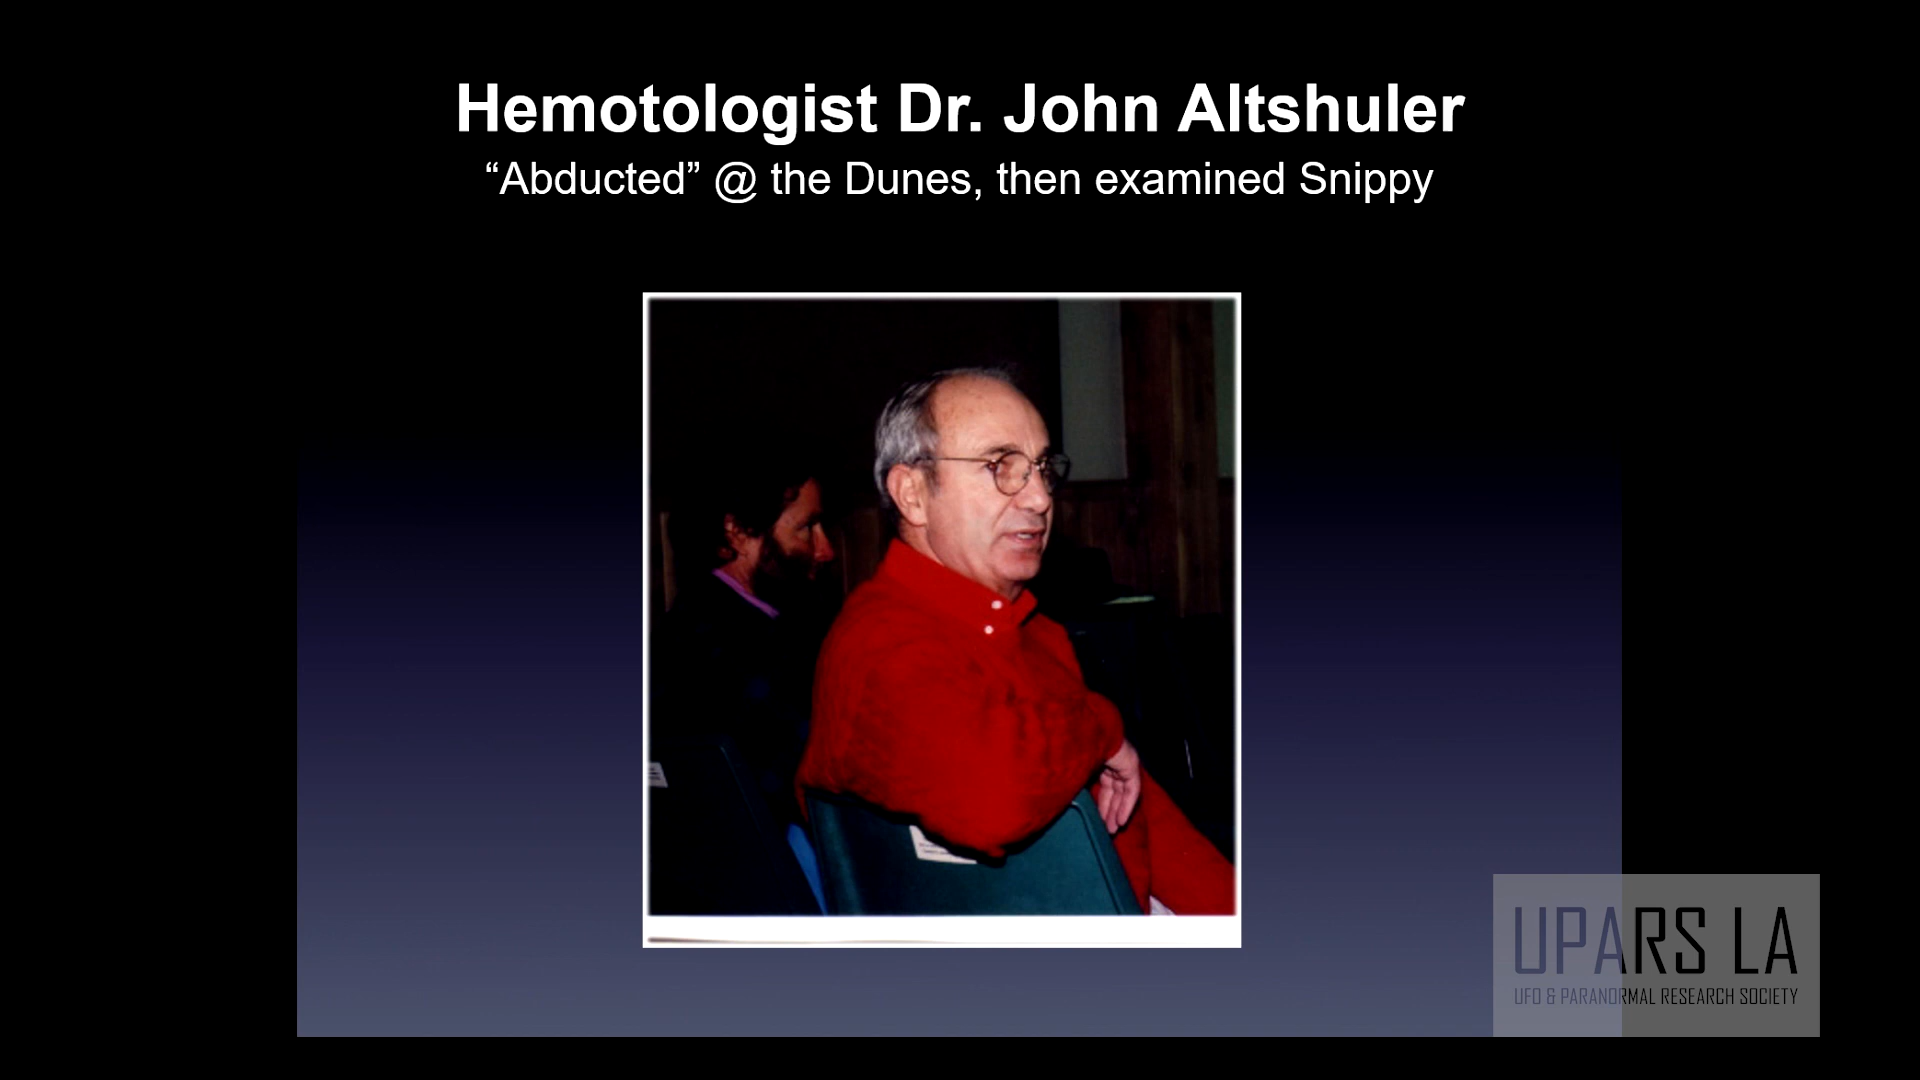 Hemotologist Dr. John Altshuler
“Abducted” @ the Dunes, then examined Snippy
UPARS LA
UFO & PARANORMAL RESEARCH SOCIETY